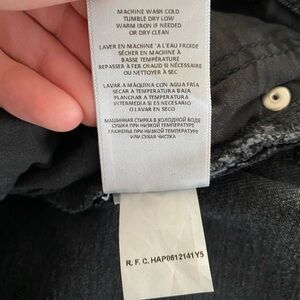 MACHINE WASH COLD
TUMBLE DRY LOW
WARM IRON IF NEEDED
OR DRY CLEAN
LAVER EN MACHINE 'A L'EAU FROIDE
SÉCHER EN MACHINE À
BASSE TEMPÉRATURE
REPASSER À FER CHAUD SI NÉCESSAIRE
OU NETTOYER À SEC
LAVAR A MÁQUINA CON AGUA FRÍA
SECAR A TEMPERATURA BAJA
PLANCHAR A TEMPERATURA
INTERMEDIA SI ES NECESARIO
O LAVAR EN SECO
МАШИННАЯ СТИРКА В ХОЛОДНОЙ ВОДЕ
СУШКА ПРИ НИЗКОЙ ТЕМПЕРАТУРЕ
ГЛАЖЕНЬЕ ПРИ НИЗКОЙ ТЕМПЕРАТУРЕ
ИЛИ СУХАЯ ЧИСТКА
R. F. C. HAP0612141Y5